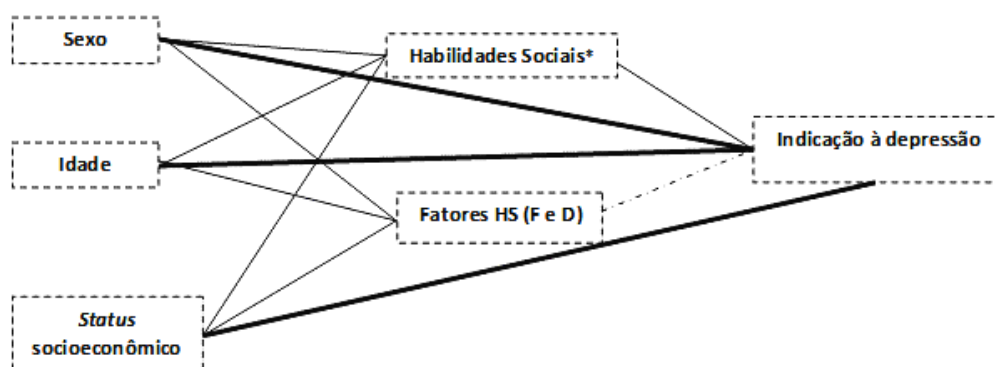 Sexo
Habilidades Sociais*
Indicação à depressão
Idade
Fatores HS (F e D)
Status
socioeconômico